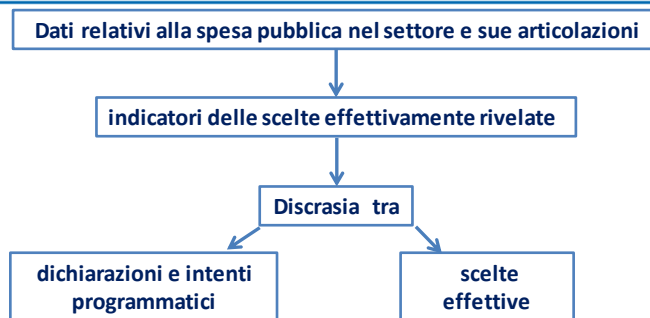 Dati relativi alla spesa pubblica nel settore e sue articolazioni
indicatori delle scelte effettivamente rivelate
Discrasia tra
dichiarazioni e intenti
programmatici
scelte
effettive